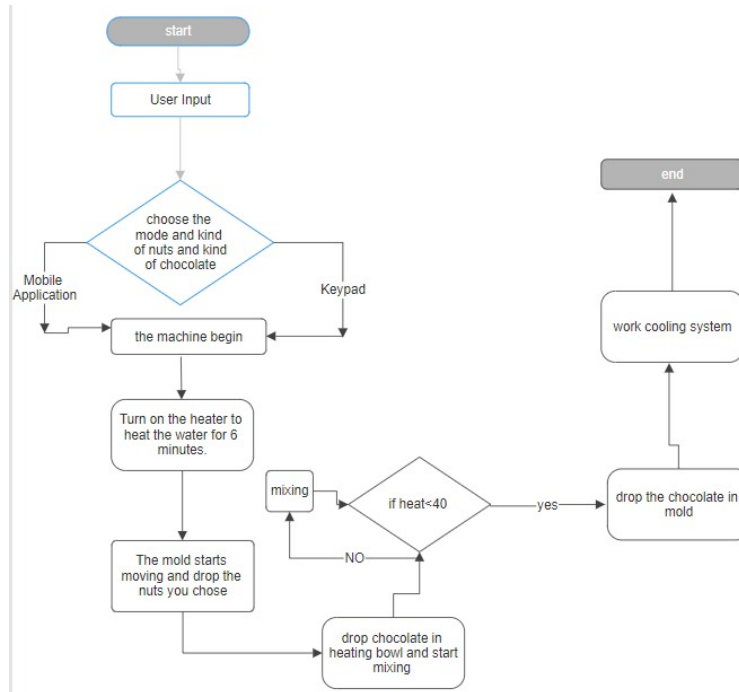 start
User Input
choose the
mode and kind
of nuts and kind
of chocolate
Mobile
Application
Keypad
the machine begin
Turn on the heater to
heat the water for 6
minutes.
The mold starts
moving and drop the
nuts you chose
drop chocolate in
heating bowl and start
mixing
if heat<40
NO
mixing
yes
drop the chocolate in
mold
work cooling system
end